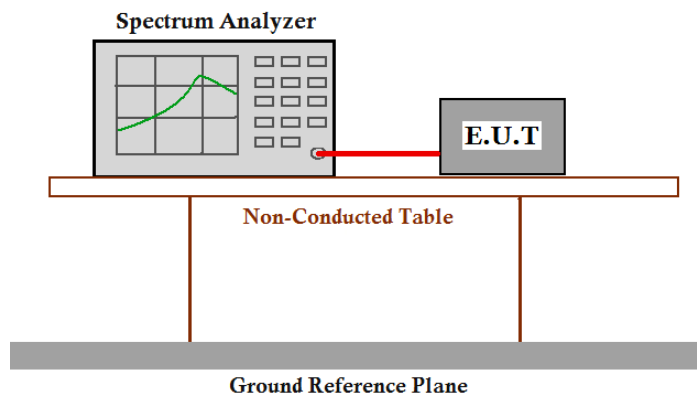 Spectrum Analyzer
E.U.T
Non-Conducted Table
Ground Reference Plane